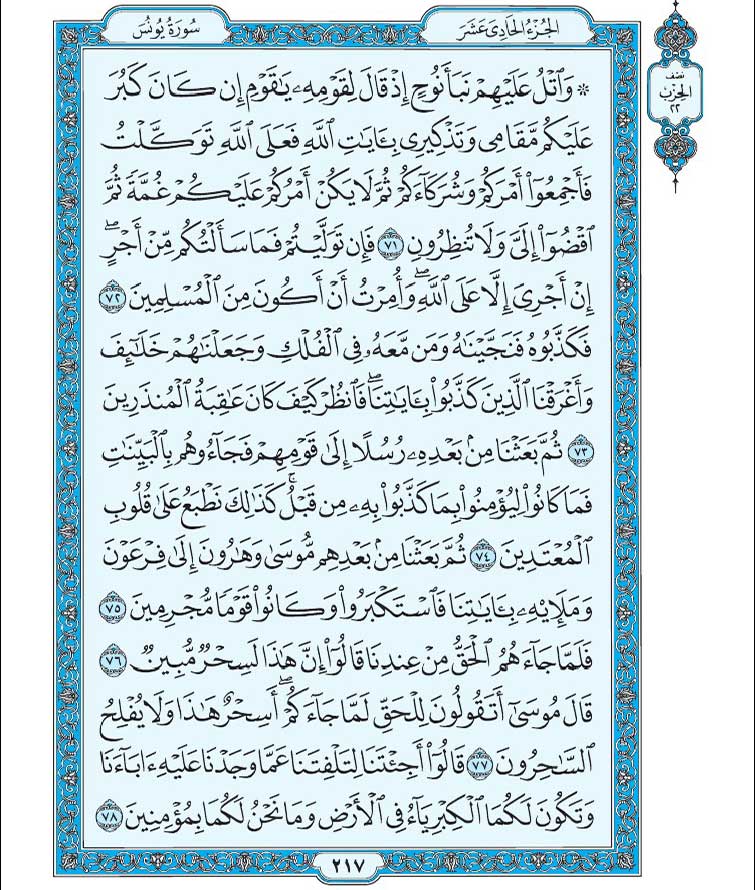 سُورَةُ يُونُسَ
الجُزْءُ الحَادِي عَشَرَ
نصف
الحِزْب
٢٢
۞ وَٱتْلُ عَلَيْهِمْ نَبَأَ نُوحٍ إِذْ قَالَ لِقَوْمِهِۦ يَٰقَوْمِ إِن كَانَ كَبُرَ
عَلَيْكُم مَّقَامِى وَتَذْكِيرِى بِـَٔايَٰتِ ٱللَّهِ فَعَلَى ٱللَّهِ تَوَكَّلْتُ
فَأَجْمِعُوٓا۟ أَمْرَكُمْ وَشُرَكَآءَكُمْ ثُمَّ لَا يَكُنْ أَمْرُكُمْ عَلَيْكُمْ غُمَّةً ثُمَّ
ٱقْضُوٓا۟ إِلَىَّ وَلَا تُنظِرُونِ ٧١ فَإِن تَوَلَّيْتُمْ فَمَا سَأَلْتُكُم مِّنْ أَجْرٍ ۖ
إِنْ أَجْرِىَ إِلَّا عَلَى ٱللَّهِ ۖ وَأُمِرْتُ أَنْ أَكُونَ مِنَ ٱلْمُسْلِمِينَ ٧٢
فَكَذَّبُوهُ فَنَجَّيْنَٰهُ وَمَن مَّعَهُۥ فِى ٱلْفُلْكِ وَجَعَلْنَٰهُمْ خَلَٰٓئِفَ
وَأَغْرَقْنَا ٱلَّذِينَ كَذَّبُوا۟ بِـَٔايَٰتِنَا ۖ فَٱنظُرْ كَيْفَ كَانَ عَٰقِبَةُ ٱلْمُنذَرِينَ
٧٣ ثُمَّ بَعَثْنَا مِنۢ بَعْدِهِۦ رُسُلًا إِلَىٰ قَوْمِهِمْ فَجَآءُوهُم بِٱلْبَيِّنَٰتِ
فَمَا كَانُوا۟ لِيُؤْمِنُوا۟ بِمَا كَذَّبُوا۟ بِهِۦ مِن قَبْلُ ۚ كَذَٰلِكَ نَطْبَعُ عَلَىٰ قُلُوبِ
ٱلْمُعْتَدِينَ ٧٤ ثُمَّ بَعَثْنَا مِنۢ بَعْدِهِم مُّوسَىٰ وَهَٰرُونَ إِلَىٰ فِرْعَوْنَ
وَمَلَإِي۟هِۦ بِـَٔايَٰتِنَا فَٱسْتَكْبَرُوا۟ وَكَانُوا۟ قَوْمًا مُّجْرِمِينَ ٧٥
فَلَمَّا جَآءَهُمُ ٱلْحَقُّ مِنْ عِندِنَا قَالُوٓا۟ إِنَّ هَٰذَا لَسِحْرٌ مُّبِينٌ ٧٦
قَالَ مُوسَىٰٓ أَتَقُولُونَ لِلْحَقِّ لَمَّا جَآءَكُمْ ۖ أَسِحْرٌ هَٰذَا وَلَا يُفْلِحُ
ٱلسَّٰحِرُونَ ٧٧ قَالُوٓا۟ أَجِئْتَنَا لِتَلْفِتَنَا عَمَّا وَجَدْنَا عَلَيْهِ ءَابَآءَنَا
وَتَكُونَ لَكُمَا ٱلْكِبْرِيَآءُ فِى ٱلْأَرْضِ وَمَا نَحْنُ لَكُمَا بِمُؤْمِنِينَ ٧٨
٢١٧